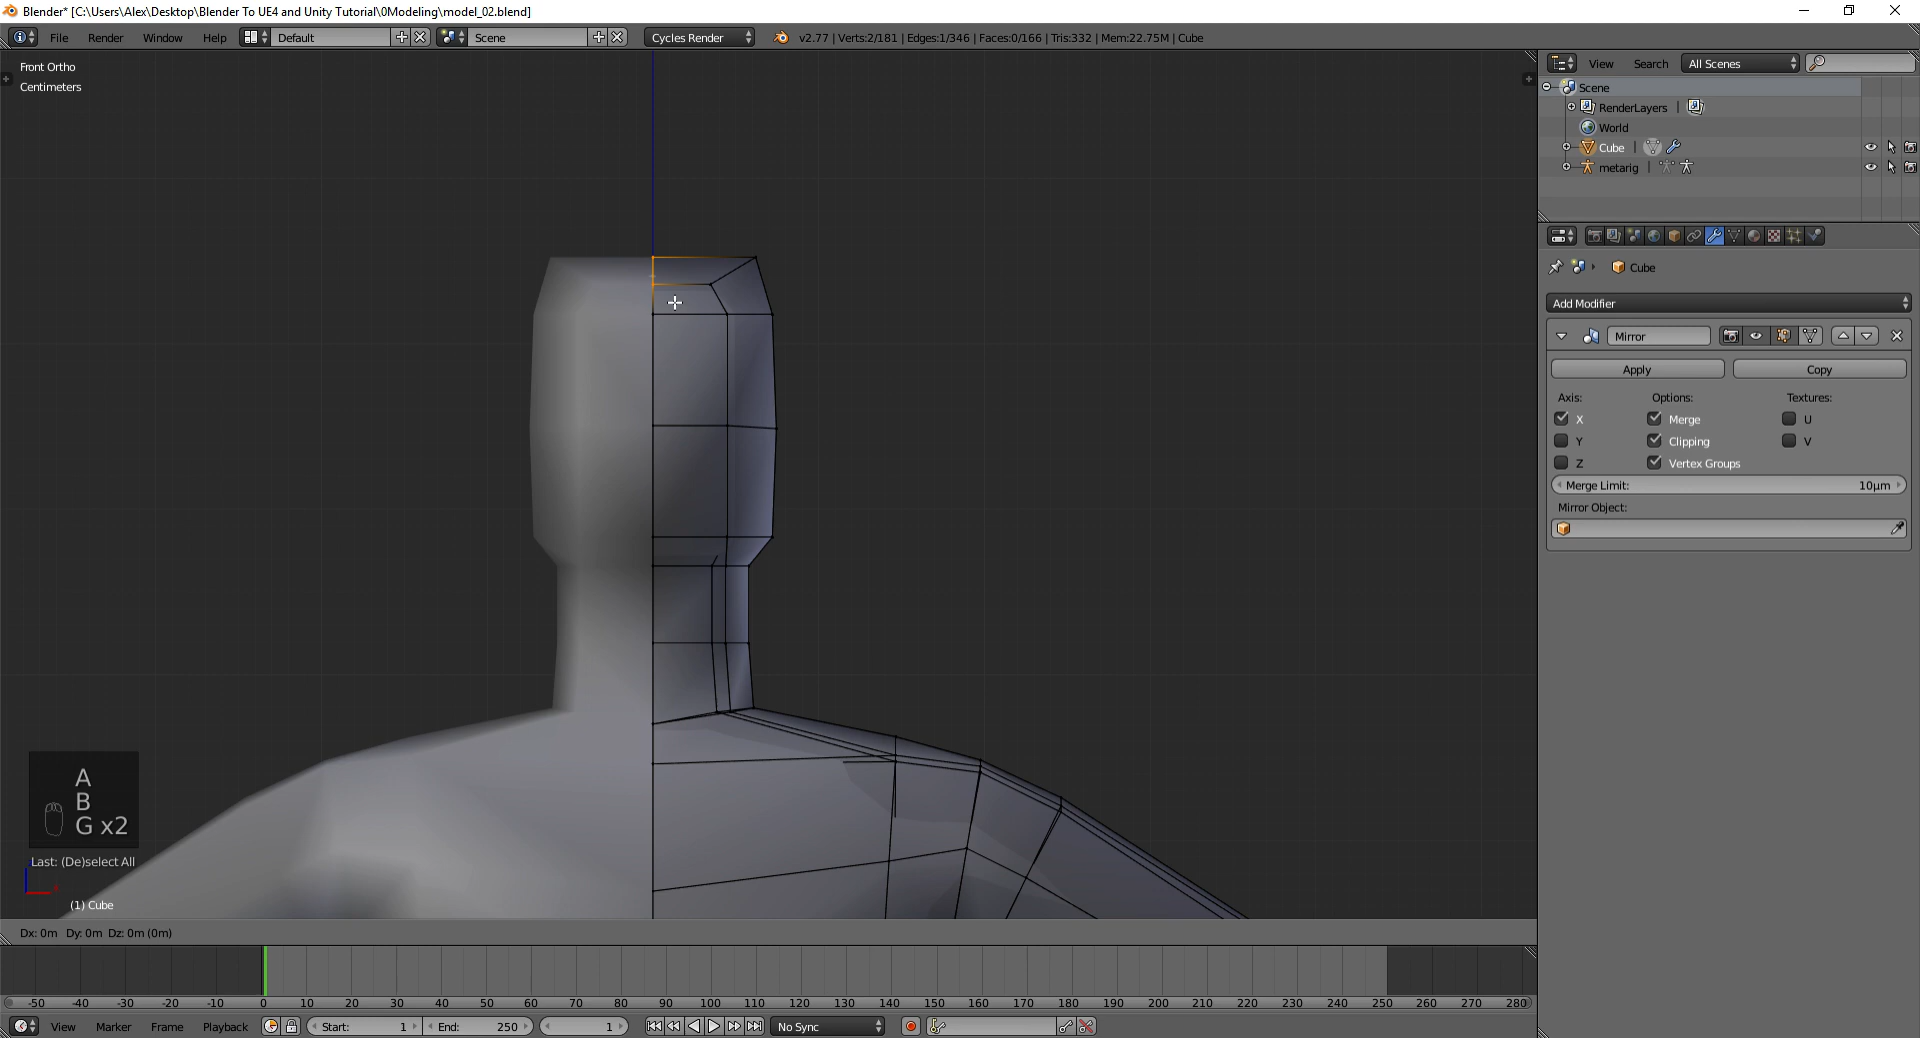 Blender* [C:\Users\Alex\Desktop\Blender To UE4 and Unity Tutorial\0Modeling\model_02.blend]
File Render Window Help Default Scene Cycles Render v2.77 | Verts:2/181 | Edges:1/346 | Faces:0/166 | Tris:332 | Mem:22.75M | Cube
Front Ortho
Centimeters
View Search All Scenes
Scene
RenderLayers |
World
Cube |
metarig |
Cube
Add Modifier
Mirror
Apply Copy
Axis: Options: Textures:
X Merge U
Y Clipping V
Z Vertex Groups
Merge Limit: 10µm
Mirror Object:
A
B
G x2
Last: (De)select All
(1) Cube
Dx: 0m Dy: 0m Dz: 0m (0m)
-50 -40 -30 -20 -10 0 10 20 30 40 50 60 70 80 90 100 110 120 130 140 150 160 170 180 190 200 210 220 230 240 250 260 270 280
View Marker Frame Playback Start: 1 End: 250 1 No Sync